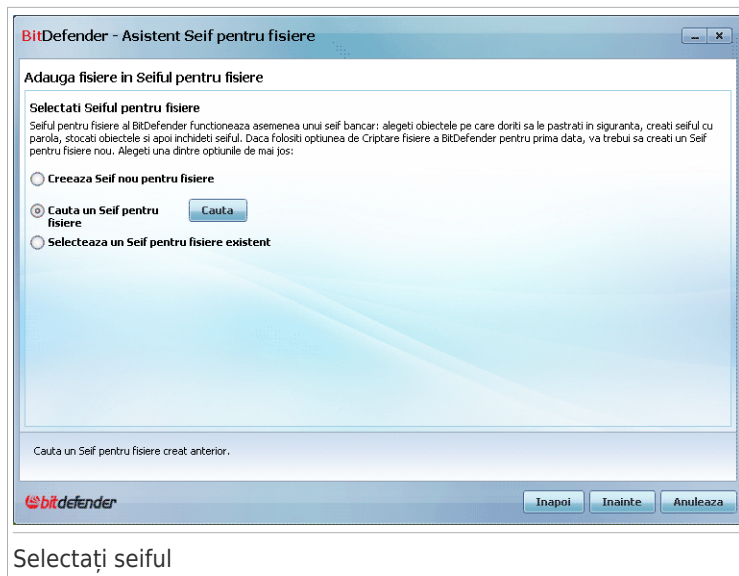 BitDefender - Asistent Seif pentru fisiere
Adauga fisiere in Seiful pentru fisiere
Selectati Seiful pentru fisiere
Seiful pentru fisiere al BitDefender functioneaza asemenea unui seif bancar: alegeti obiectele pe care doriti sa le pastrati in siguranta, creati seiful cu
parola, stocati obiectele si apoi inchideti seiful. Daca folositi optiunea de Criptare fisiere a BitDefender pentru prima data, va trebui sa creati un Seif
pentru fisiere nou. Alegeti una dintre optiunile de mai jos:
Creeaza Seif nou pentru fisiere
Cauta un Seif pentru
fisiere
Cauta
Selecteaza un Seif pentru fisiere existent
Cauta un Seif pentru fisiere creat anterior.
bitdefender
Inapoi
Inainte
Anuleaza
Selectați seiful